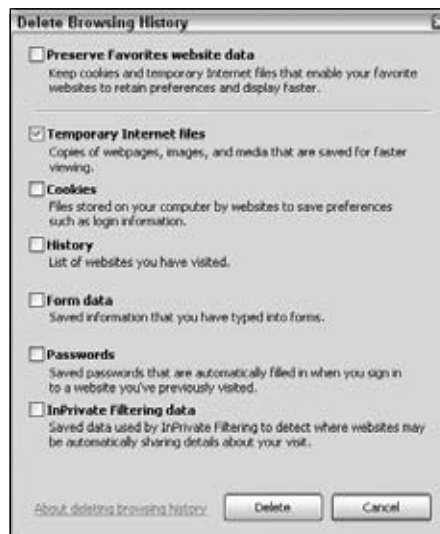 Delete Browsing History
Preserve Favorites website data
Keep cookies and temporary Internet files that enable your favorite
websites to retain preferences and display faster.
Temporary Internet files
Copies of webpages, images, and media that are saved for faster
viewing.
Cookies
Files stored on your computer by websites to save preferences
such as login information.
History
List of websites you have visited.
Form data
Saved information that you have typed into forms.
Passwords
Saved passwords that are automatically filled in when you sign in
to a website you've previously visited.
InPrivate Filtering data
Saved data used by InPrivate Filtering to detect where websites may
be automatically sharing details about your visit.
About deleting browsing history Delete Cancel